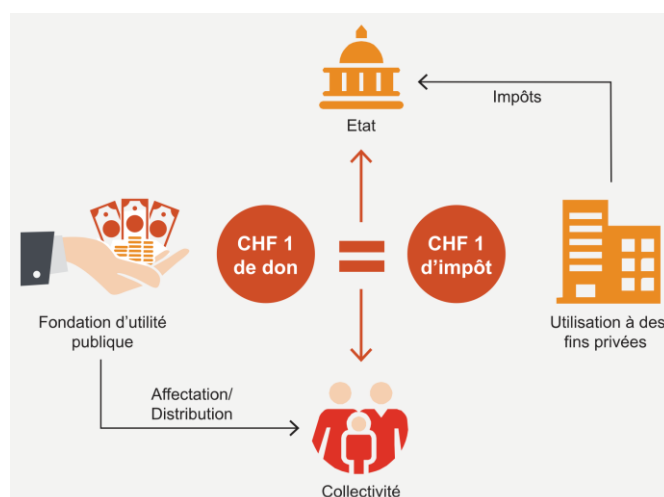 Impôts
Etat
CHF 1
de don
CHF 1
d'impôt
Fondation d'utilité
publique
Utilisation à des
fins privées
Affectation/
Distribution
Collectivité